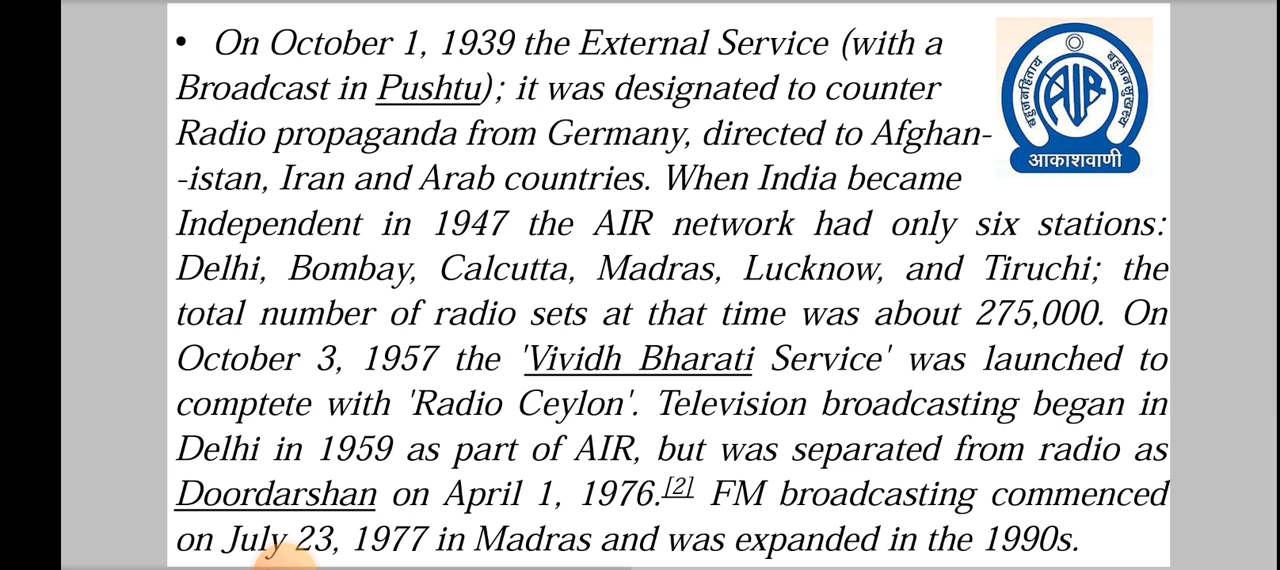 • On October 1, 1939 the External Service (with a
Broadcast in Pushtu); it was designated to counter
Radio propaganda from Germany, directed to Afghan-
-istan, Iran and Arab countries. When India became
Independent in 1947 the AIR network had only six stations:
Delhi, Bombay, Calcutta, Madras, Lucknow, and Tiruchi; the
total number of radio sets at that time was about 275,000. On
October 3, 1957 the 'Vividh Bharati Service' was launched to
comptete with 'Radio Ceylon'. Television broadcasting began in
Delhi in 1959 as part of AIR, but was separated from radio as
Doordarshan on April 1, 1976.[2] FM broadcasting commenced
on July 23, 1977 in Madras and was expanded in the 1990s.
बहुजनहिताय
बहुजनसुखाय
AIR
आकाशवाणी